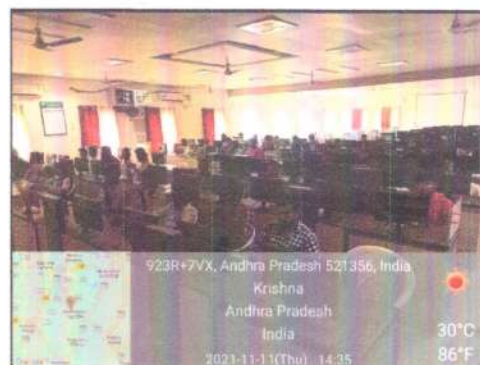 923R+7VX, Andhra Pradesh 521356, India
Krishna
Andhra Pradesh
India
2021-11-11(Thu) 14:35
30°C
86°F